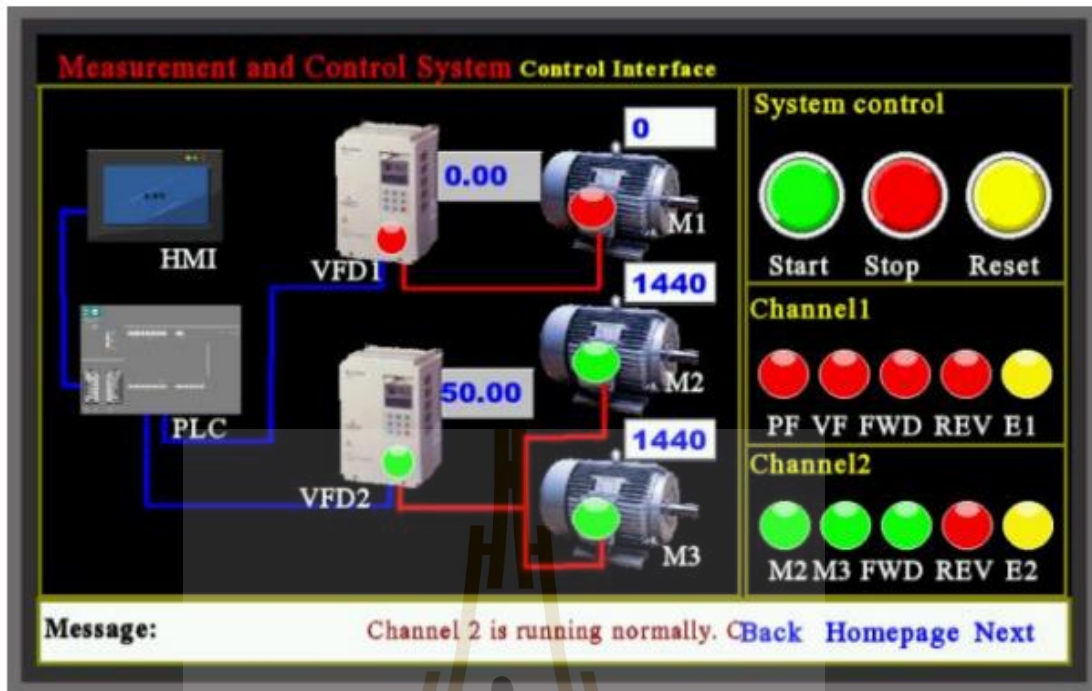 Measurement and Control System Control Interface
System control
0
0.00
M1
HMI
VFD1
Start Stop Reset
1440
Channel1
50.00
M2
PLC
PF VF FWD REV E1
1440
Channel2
VFD2
M3
M2 M3 FWD REV E2
Message: Channel 2 is running normally. C
Back Homepage Next